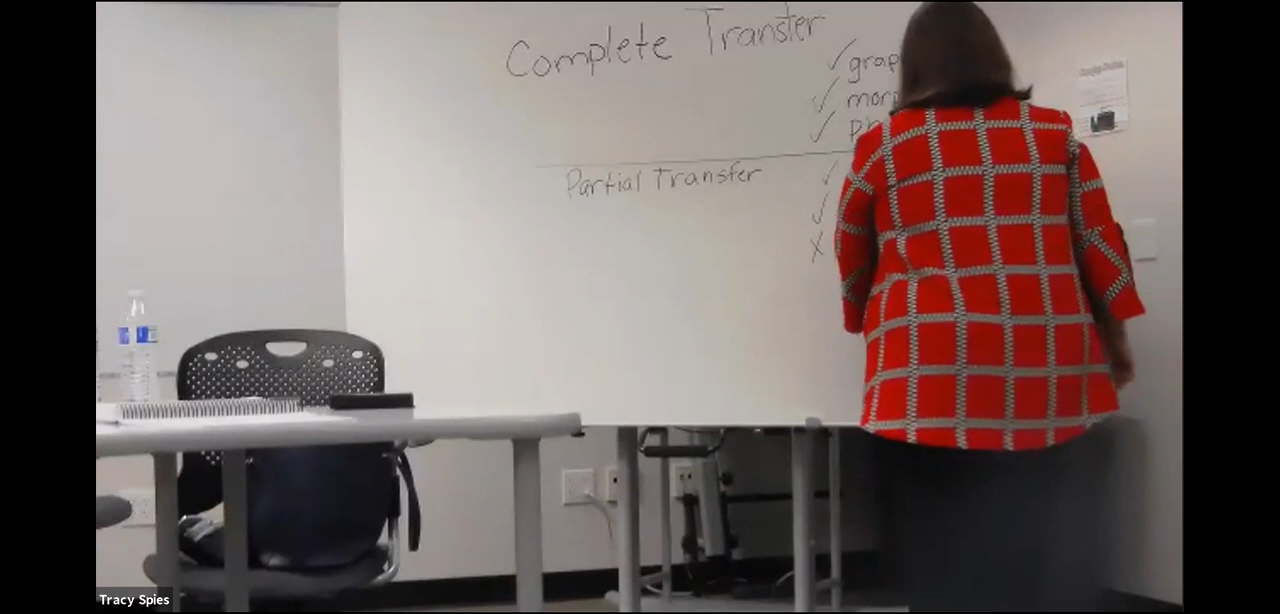 Complete Transfer
✓ grap
✓ mor
✓ ph
Partial Transfer
✓
✓
X
Tracy Spies